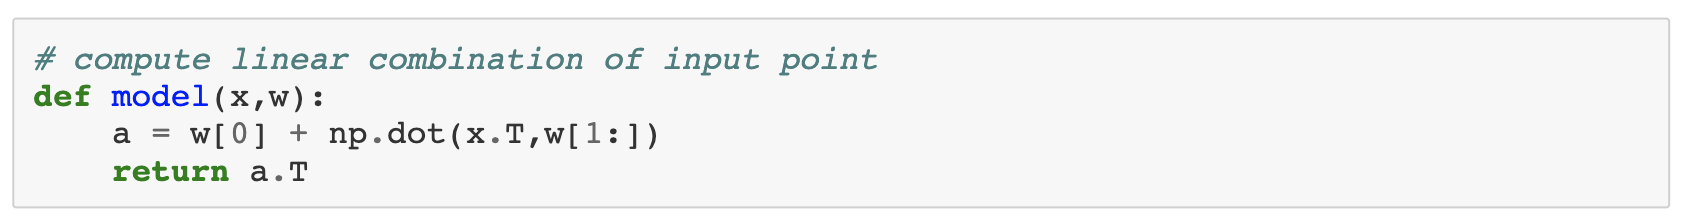 # compute linear combination of input point
def model(x,w):
    a = w[0] + np.dot(x.T,w[1:])
    return a.T